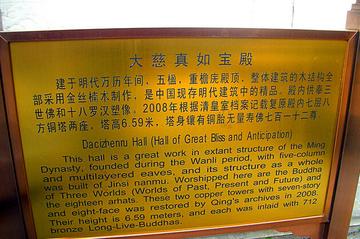 大慈真如宝殿
建于明代万历年间，五楹，重檐庑殿顶，整体建筑的木结构全
部采用金丝楠木制作，是中国现存明代建筑中的精品。殿内供奉三
世佛和十八罗汉塑像。2008年根据清皇室档案记载复原殿内七层八
方铜塔两座。塔高6.59米，塔身镶有铜胎无量寿佛七百一十二尊。
Dacizhenru Hall (Hall of Great Bliss and Anticipation)
This hall is a great work in extant structure of the Ming
Dynasty, founded during the Wanli period, with five-column
and multilayered eaves, and its structure as a whole
was built of Jinsi nanmu. Worshipped here are the Buddha
of Three Worlds (Worlds of Past, Present and Future) and
the eighteen arhats. These two copper towers with seven-story
and eight-face was restored by Qing's archives in 2008.
Their height is 6.59 meters, and each was inlaid with 712
bronze Long-Live-Buddhas.